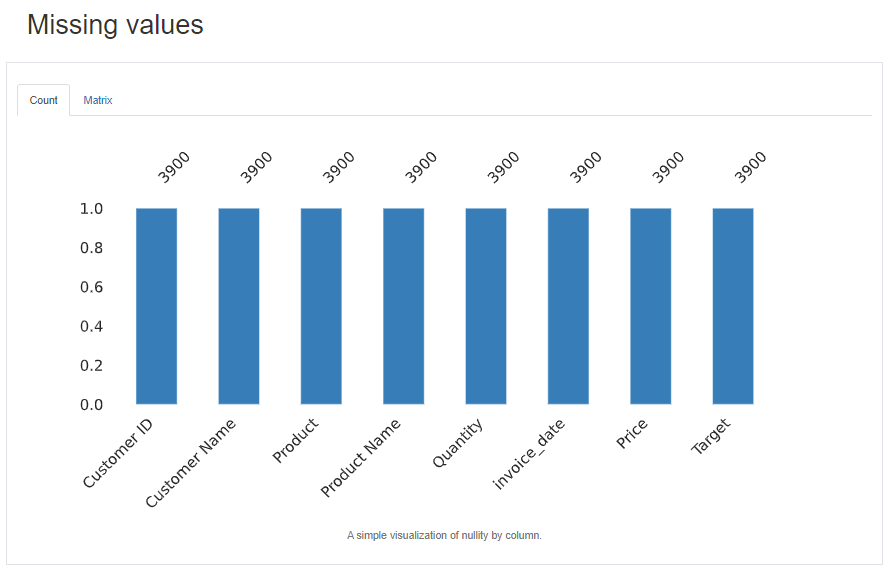 Missing values
Count Matrix
3900 3900 3900 3900 3900 3900 3900 3900
1.0
0.8
0.6
0.4
0.2
0.0
Customer ID Customer Name Product Product Name Quantity invoice_date Price Target
A simple visualization of nullity by column.